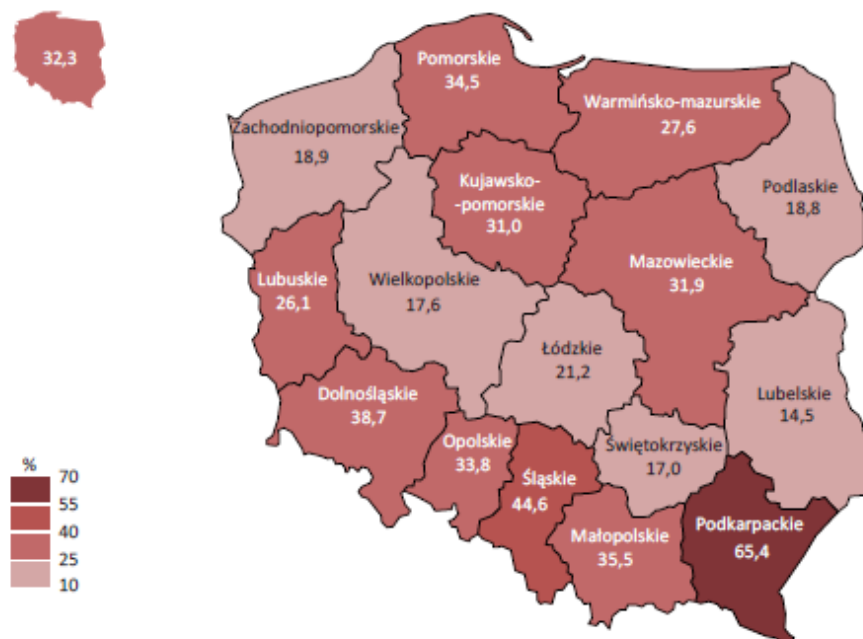 32,3
Pomorskie
34,5
Warmińsko-mazurskie
27,6
Zachodniopomorskie
18,9
Kujawsko-
-pomorskie
31,0
Podlaskie
18,8
Mazowieckie
31,9
Lubuskie
26,1
Wielkopolskie
17,6
Łódzkie
21,2
Dolnośląskie
38,7
Lubelskie
14,5
Opolskie
33,8
Świętokrzyskie
17,0
Śląskie
44,6
Małopolskie
35,5
Podkarpackie
65,4
%
70
55
40
25
10